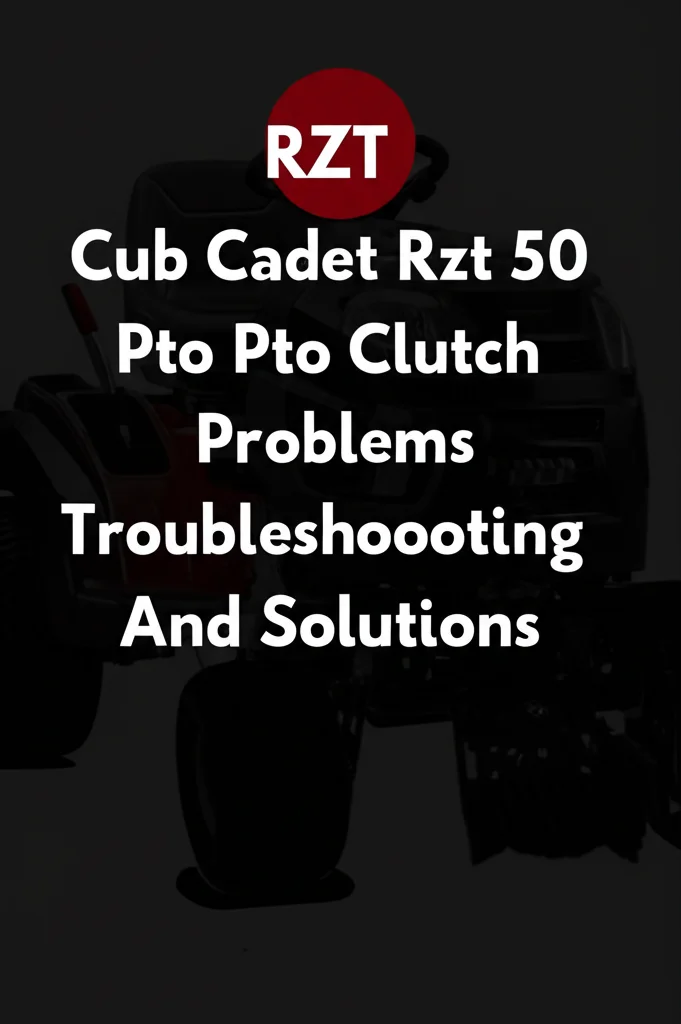 RZT
Cub Cadet Rzt 50
Pto Pto Clutch
Problems
Troubleshoooting
And Solutions